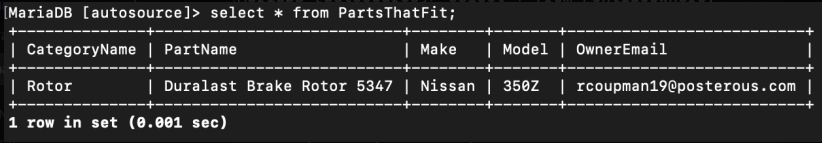 MariaDB [autosource]> select * from PartsThatFit;
+--------------+---------------------------+--------+-------+----------------------------+
| CategoryName | PartName                  | Make   | Model | OwnerEmail                 |
+--------------+---------------------------+--------+-------+----------------------------+
| Rotor        | Duralast Brake Rotor 5347 | Nissan | 350Z  | rcoupman19@posterous.com |
+--------------+---------------------------+--------+-------+----------------------------+
1 row in set (0.001 sec)